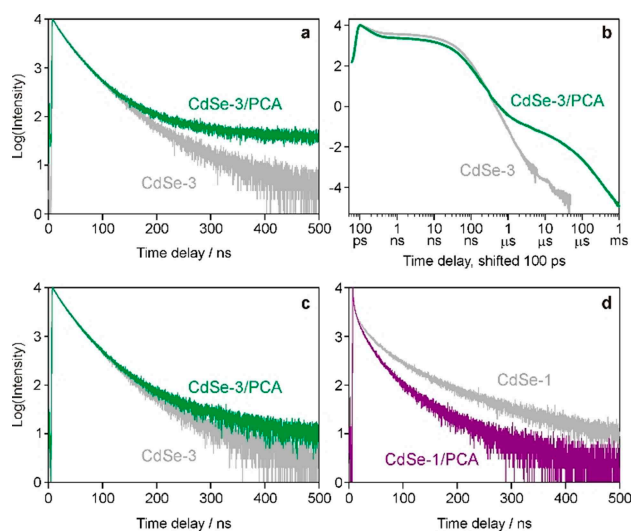 a
4
3
2
1
0
Log(Intensity)
CdSe-3/PCA
CdSe-3
0 100 200 300 400 500
Time delay / ns
b
4
2
0
-2
-4
CdSe-3/PCA
CdSe-3
100 1 10 100 1 10 100 1
ps ns ns ns µs µs µs ms
Time delay, shifted 100 ps
c
4
3
2
1
0
Log(Intensity)
CdSe-3/PCA
CdSe-3
0 100 200 300 400 500
Time delay / ns
d
4
3
2
1
0
CdSe-1
CdSe-1/PCA
0 100 200 300 400 500
Time delay / ns